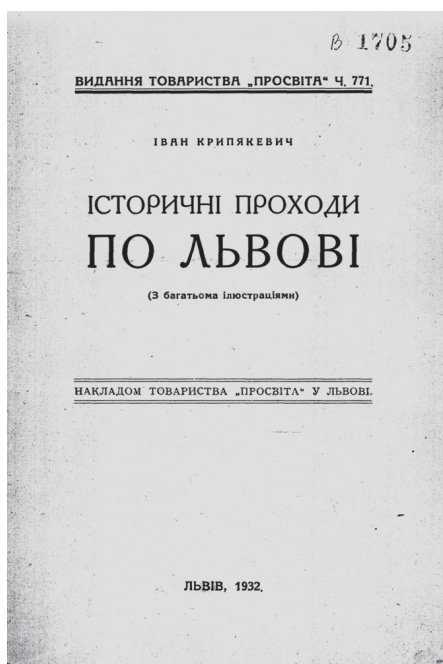 В 1705
ВИДАННЯ ТОВАРИСТВА „ПРОСВІТА“ Ч. 771.
ІВАН КРИПЯКЕВИЧ
ІСТОРИЧНІ ПРОХОДИ
ПО ЛЬВОВІ
(З багатьома ілюстраціями)
НАКЛАДОМ ТОВАРИСТВА „ПРОСВІТА“ У ЛЬВОВІ.
ЛЬВІВ, 1932.